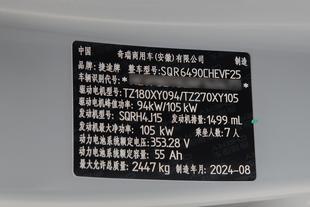 中国 奇瑞商用车(安徽)有限公司 制造
品牌:捷途牌 整车型号:SQR6490CHEVF25
车辆识别代号:
驱动电机型号:TZ180XY094/TZ270XY105
驱动电机峰值功率:94kW/105 kW
发动机型号:SQRH4J15 发动机排量:1499 mL
发动机额定功率:105 kW 乘坐人数:7 人
动力电池系统额定电压:353.28 V
动力电池系统额定容量:55 Ah
最大允许总质量:2447kg 制造年月:2024-08